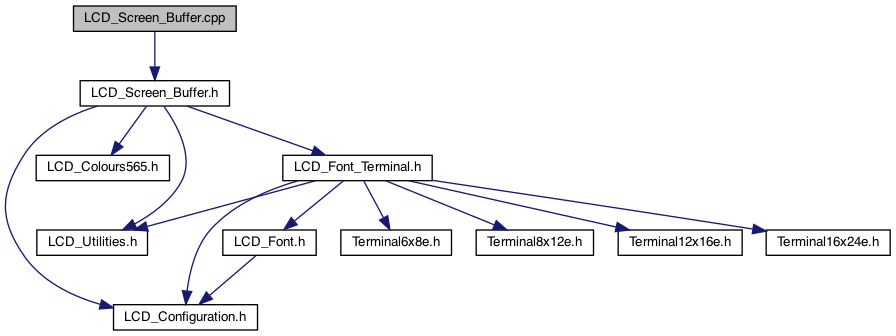 LCD_Screen_Buffer.cpp
LCD_Screen_Buffer.h
LCD_Colours565.h
LCD_Font_Terminal.h
LCD_Utilities.h
LCD_Font.h
Terminal6x8e.h
Terminal8x12e.h
Terminal12x16e.h
Terminal16x24e.h
LCD_Configuration.h